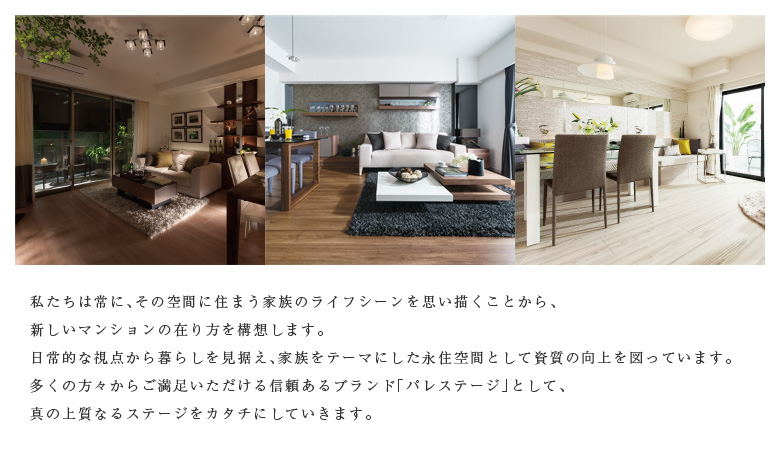 私たちは常に、その空間に住まう家族のライフシーンを思い描くことから、
新しいマンションの在り方を構想します。
日常的な視点から暮らしを見据え、家族をテーマにした永住空間として資質の向上を図っています。
多くの方々からご満足いただける信頼あるブランド｢パレステージ｣として、
真の上質なるステージをカタチにしていきます。